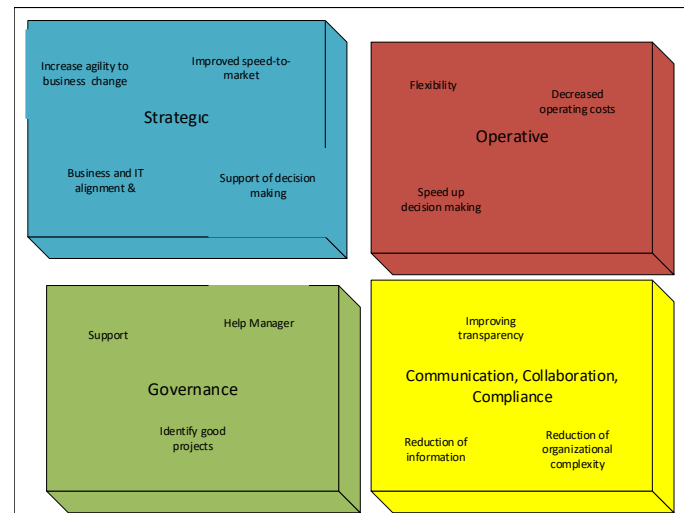 Increase agility to
business change
Improved speed-to-
market
Strategic
Business and IT
alignment &
Support of decision
making
Flexibility
Decreased
operating costs
Operative
Speed up
decision making
Support
Help Manager
Governance
Identify good
projects
Improving
transparency
Communication, Collaboration,
Compliance
Reduction of
information
Reduction of
organizational
complexity